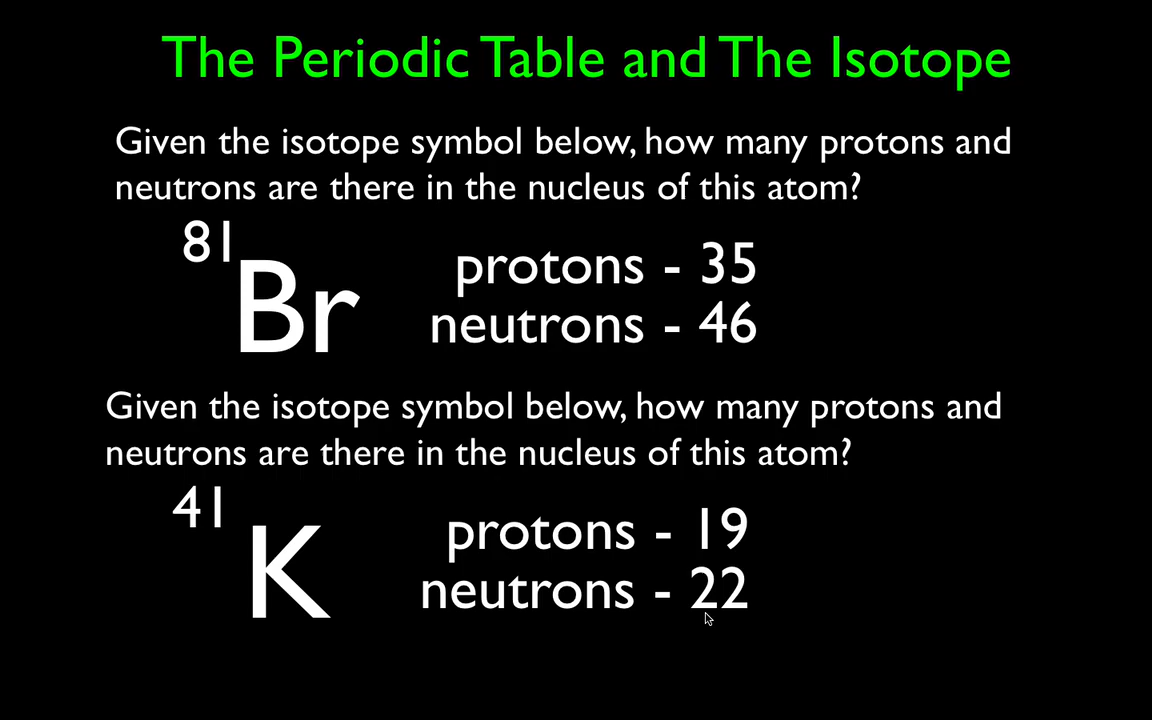 The Periodic Table and The Isotope
Given the isotope symbol below, how many protons and
neutrons are there in the nucleus of this atom?
81
Br
protons - 35
neutrons - 46
Given the isotope symbol below, how many protons and
neutrons are there in the nucleus of this atom?
41
K
protons - 19
neutrons - 22